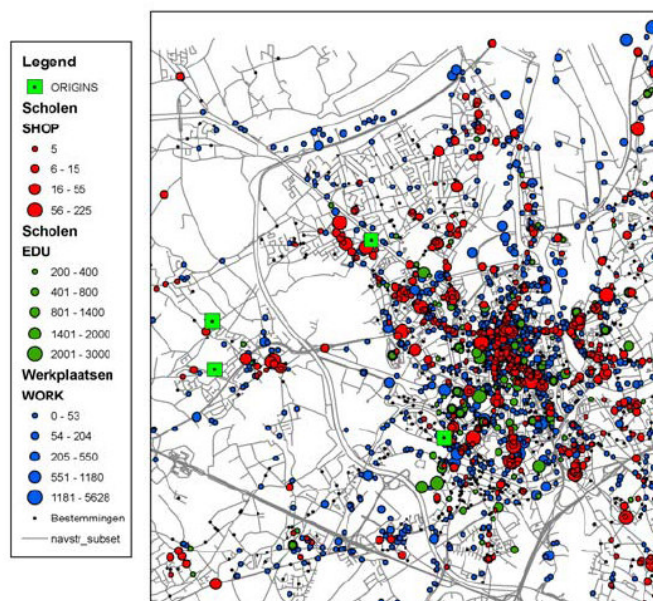 Legend
ORIGINS
Scholen
SHOP
5
6 - 15
16 - 55
56 - 225
Scholen
EDU
200 - 400
401 - 800
801 - 1400
1401 - 2000
2001 - 3000
Werkplaatsen
WORK
0 - 53
54 - 204
205 - 550
551 - 1180
1181 - 5628
Bestemmingen
navstr_subset